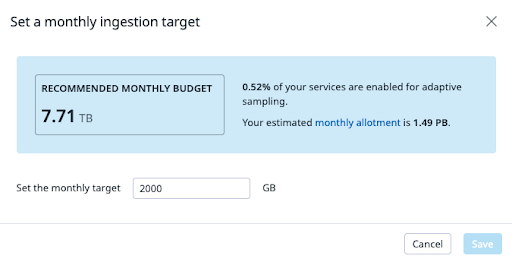 Set a monthly ingestion target
RECOMMENDED MONTHLY BUDGET
7.71 TB
0.52% of your services are enabled for adaptive
sampling.
Your estimated monthly allotment is 1.49 PB.
Set the monthly target 2000 GB
Cancel Save